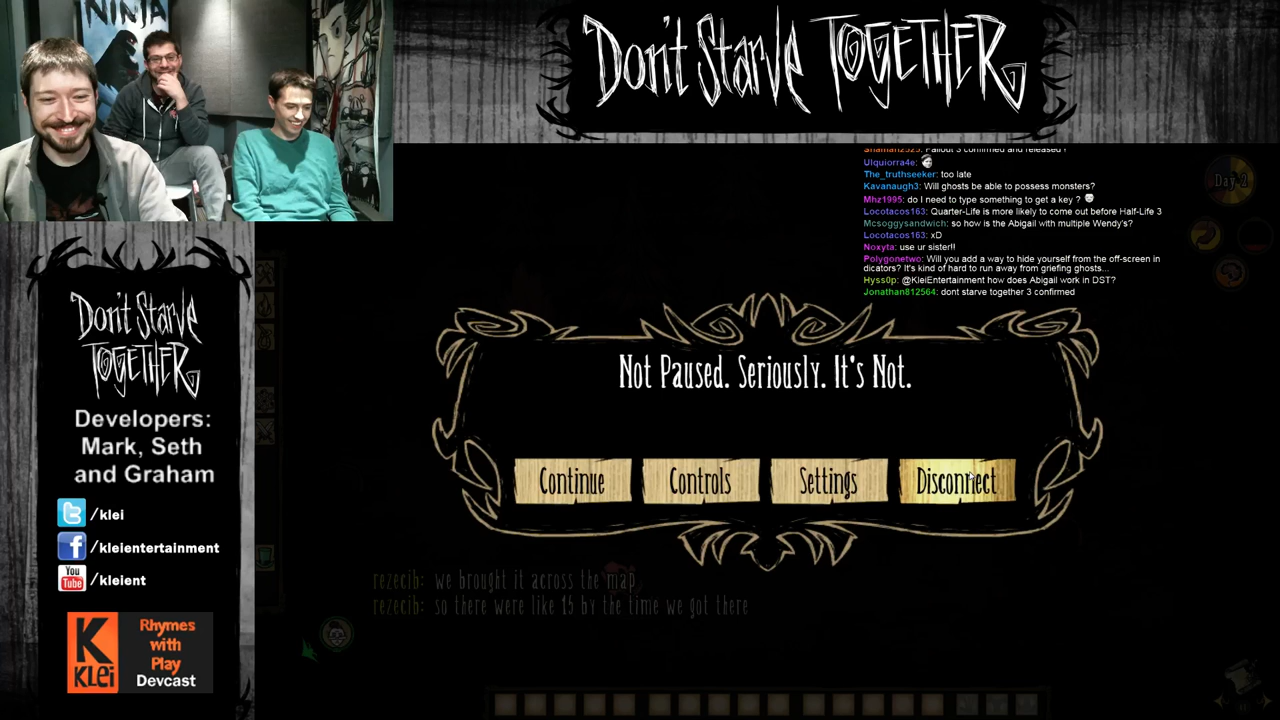 NINJA
Don't Starve TOGETHER
Shaman2525: Fallout 3 confirmed and released ?
Ulquiorra4e:
The_truthseeker: too late
Kavanaugh3: Will ghosts be able to possess monsters?
Mhz1995: do I need to type something to get a key ?
Locotacos163: Quarter-Life is more likely to come out before Half-Life 3
Mcsoggysandwich: so how is the Abigail with multiple Wendy's?
Locotacos163: xD
Noxyta: use ur sister!!
Polygonetwo: Will you add a way to hide yourself from the off-screen in
dicators? It's kind of hard to run away from griefing ghosts...
Hyss0p: @KleiEntertainment how does Abigail work in DST?
Jonathan812564: dont starve together 3 confirmed
Day 2
Don't Starve
TOGETHER
Developers:
Mark, Seth
and Graham
/klei
/kleientertainment
You
Tube
/kleient
K
KLei
Rhymes
with
Play
Devcast
Not Paused. Seriously. It's Not.
Continue
Controls
Settings
Disconnect
rezecib: we brought it across the map
rezecib: so there were like 15 by the time we got there